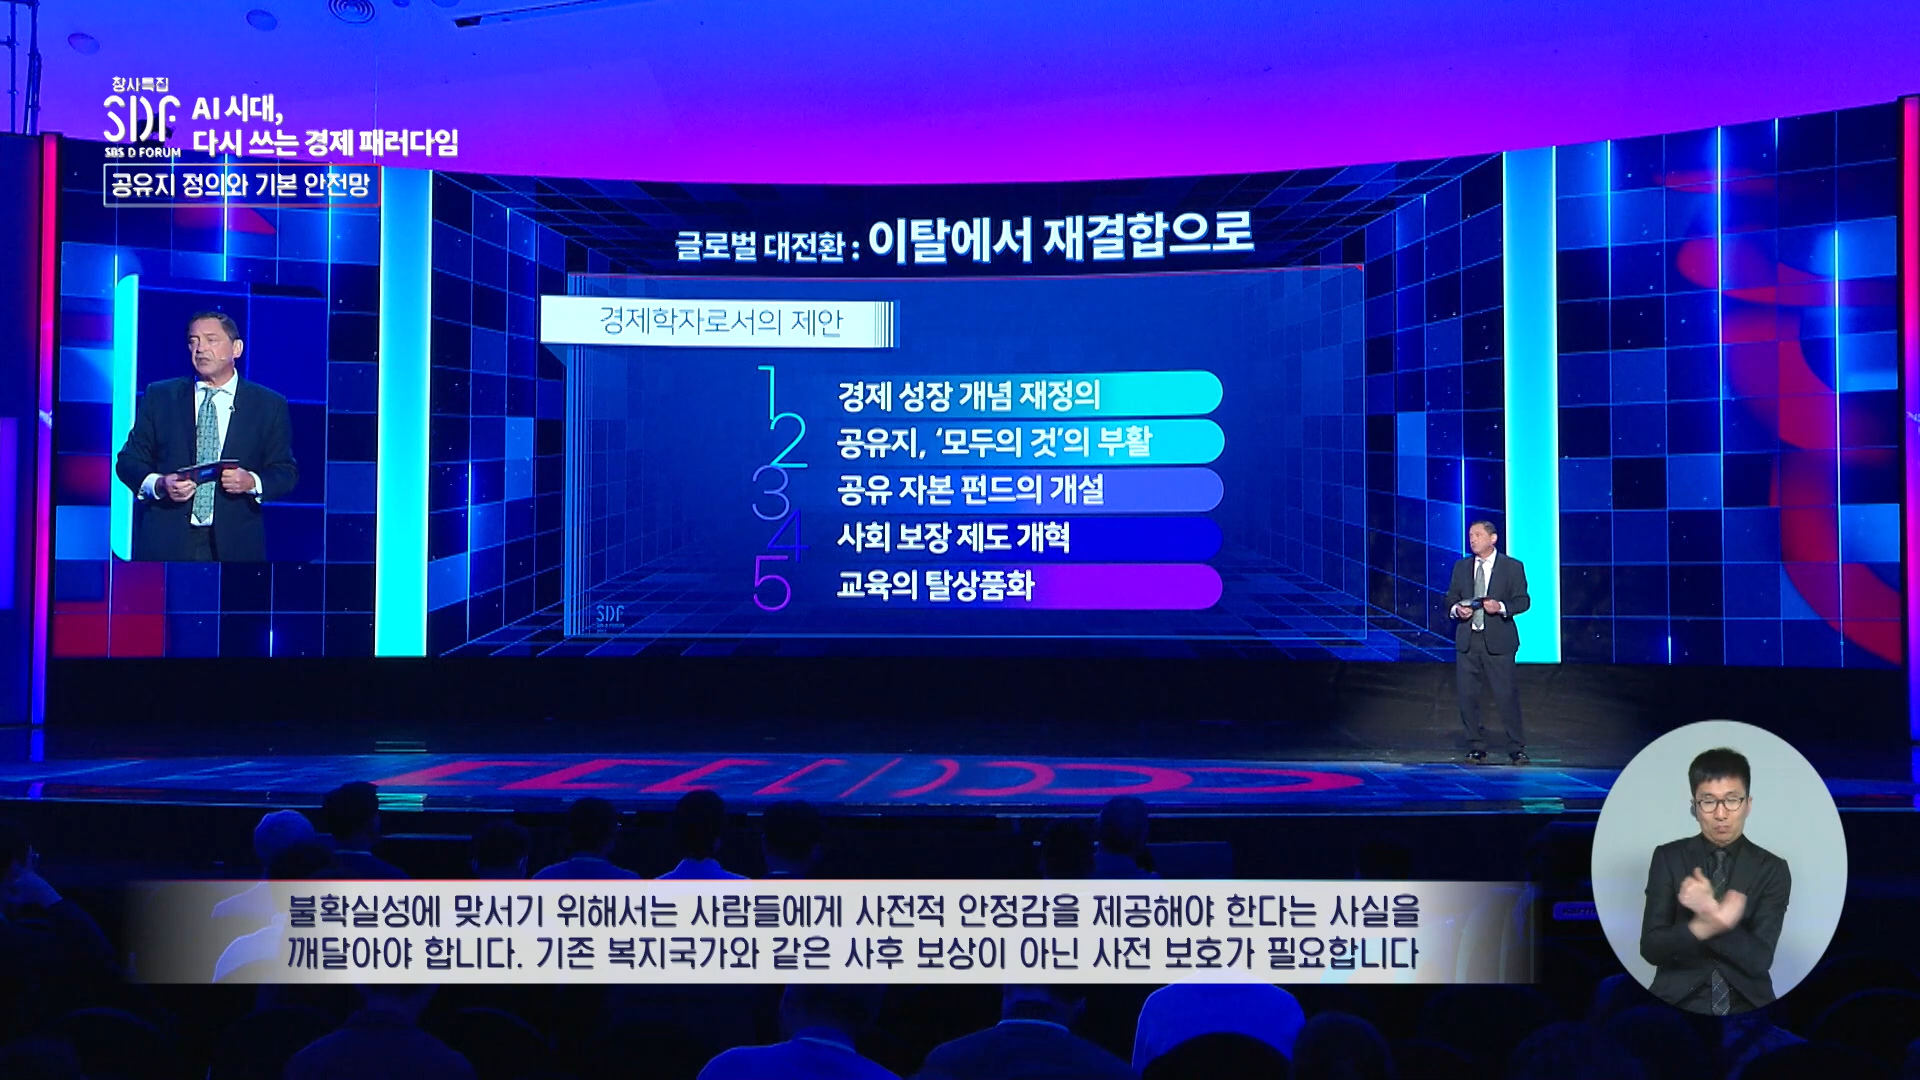 창사특집
SDF
SBS D FORUM
AI 시대,
다시 쓰는 경제 패러다임
공유지 정의와 기본 안전망
글로벌 대전환 : 이탈에서 재결합으로
경제학자로서의 제안
1 경제 성장 개념 재정의
2 공유지, ‘모두의 것’의 부활
3 공유 자본 펀드의 개설
4 사회 보장 제도 개혁
5 교육의 탈상품화
SDF
불확실성에 맞서기 위해서는 사람들에게 사전적 안정감을 제공해야 한다는 사실을
깨달아야 합니다. 기존 복지국가와 같은 사후 보상이 아닌 사전 보호가 필요합니다